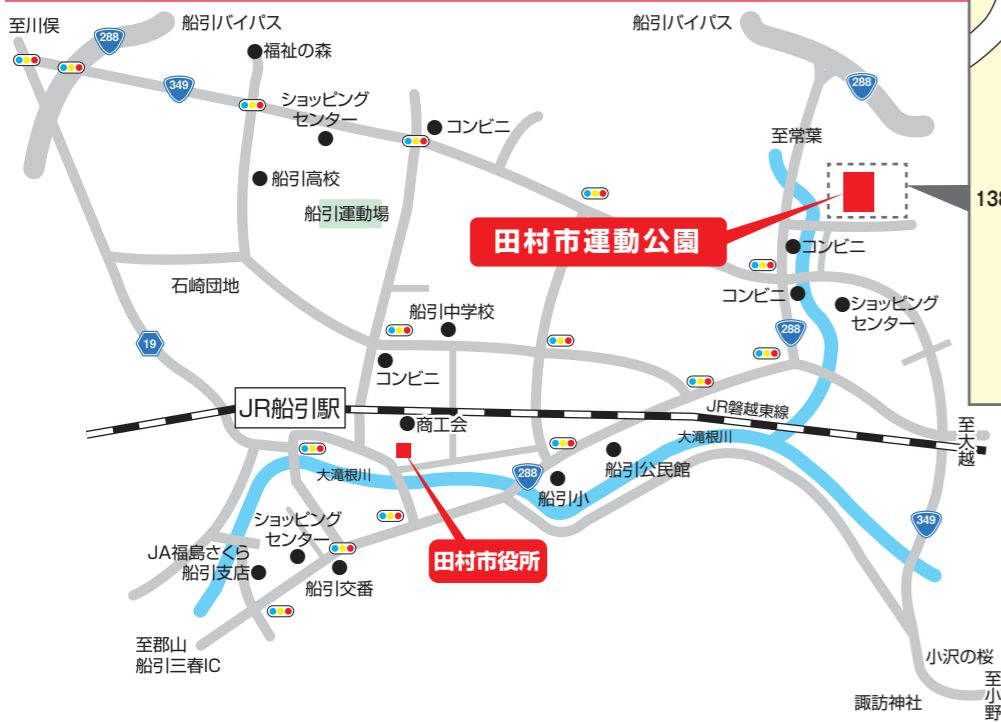 至川俣
288
船引バイパス
福祉の森
349
ショッピング
センター
コンビニ
船引高校
船引運動場
船引バイパス
288
至常葉
138
田村市運動公園
コンビニ
コンビニ
ショッピング
センター
石崎団地
船引中学校
288
19
コンビニ
JR船引駅
JR磐越東線
商工会
大滝根川
至大越
大滝根川
288
船引公民館
船引小
349
ショッピング
センター
田村市役所
JA福島さくら
船引支店
船引交番
至郡山
船引三春IC
小沢の桜
至小野
諏訪神社